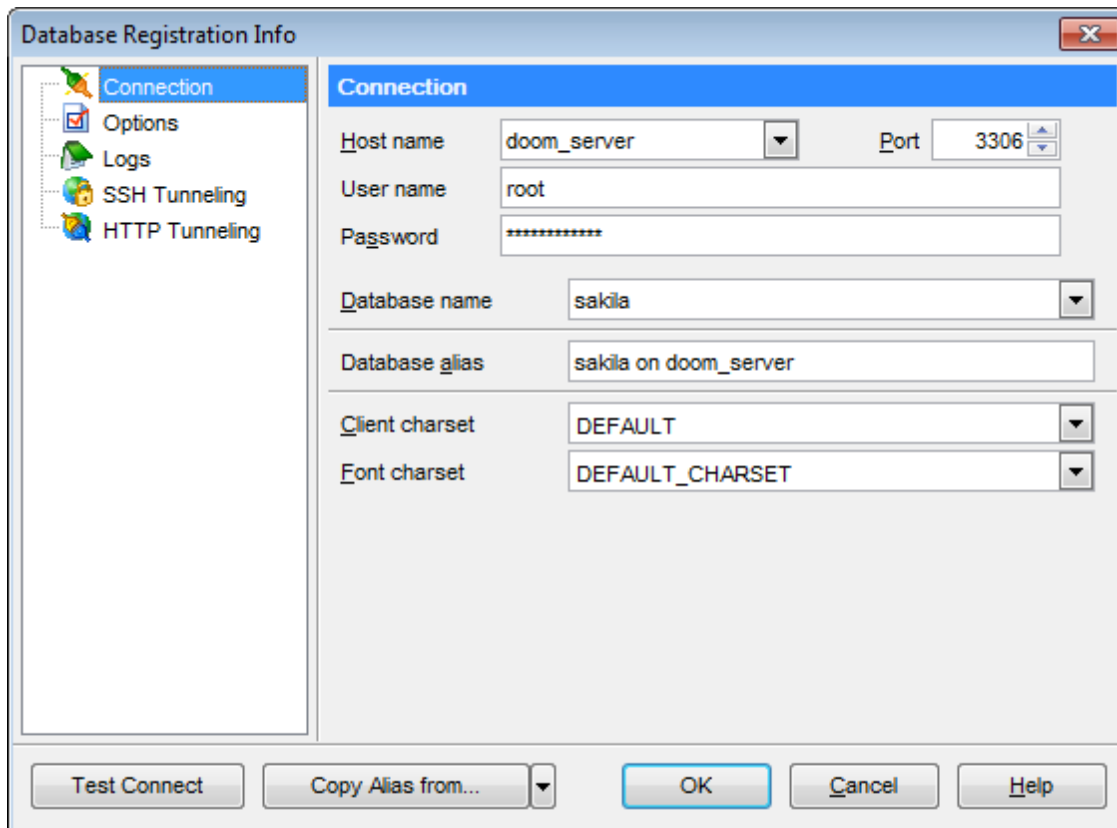 Database Registration Info
Connection
Options
Logs
SSH Tunneling
HTTP Tunneling
Connection
Host name doom_server Port 3306
User name root
Password ************
Database name sakila
Database alias sakila on doom_server
Client charset DEFAULT
Font charset DEFAULT_CHARSET
Test Connect Copy Alias from... OK Cancel Help